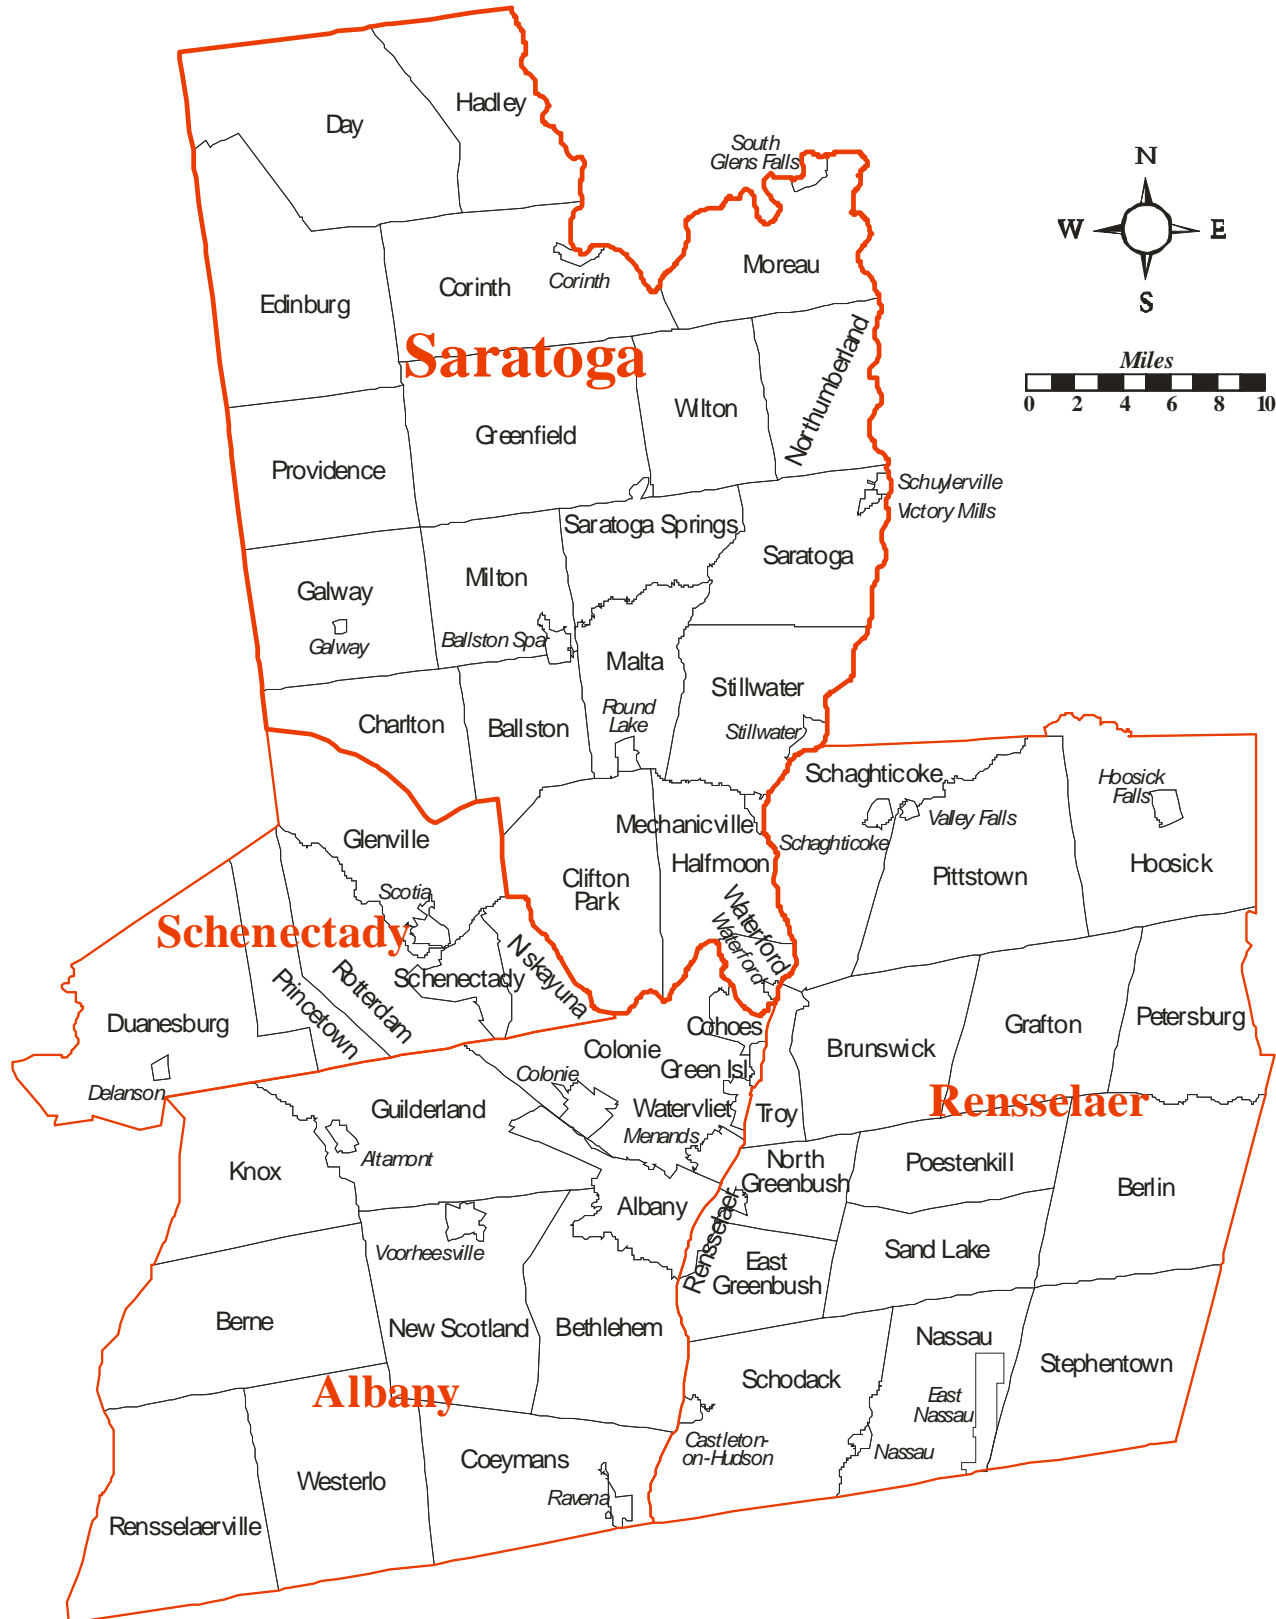 Hadley
Day
South
Glens Falls
N
W
E
S
Moreau
Corinth
Corinth
Edinburg
Saratoga
Miles
0 2 4 6 8 10
Northumberland
Wilton
Greenfield
Providence
Schuylerville
Victory Mills
Saratoga Springs
Saratoga
Milton
Galway
Galway
Ballston Spa
Malta
Stillwater
Round
Lake
Charlton
Ballston
Stillwater
Schaghticoke
Hoosick
Falls
Mechanicville
Valley Falls
Glenville
Schaghticoke
Halfmoon
Hoosick
Clifton
Park
Pittstown
Scotia
Waterford
Waterford
Schenectady
Schenectady
Niskayuna
Rotterdam
Princetown
Duanesburg
Cohoes
Grafton
Petersburg
Colonie
Brunswick
Green Isl.
Colonie
Delanson
Guilderland
Watervliet
Troy
Rensselaer
Menands
Altamont
Knox
North
Greenbush
Poestenkill
Berlin
Albany
Rensselaer
Voorheesville
Sand Lake
East
Greenbush
Berne
New Scotland
Bethlehem
Nassau
Stephentown
Albany
Schodack
East
Nassau
Castleton-
on-Hudson
Nassau
Coeymans
Westerlo
Ravena
Rensselaerville